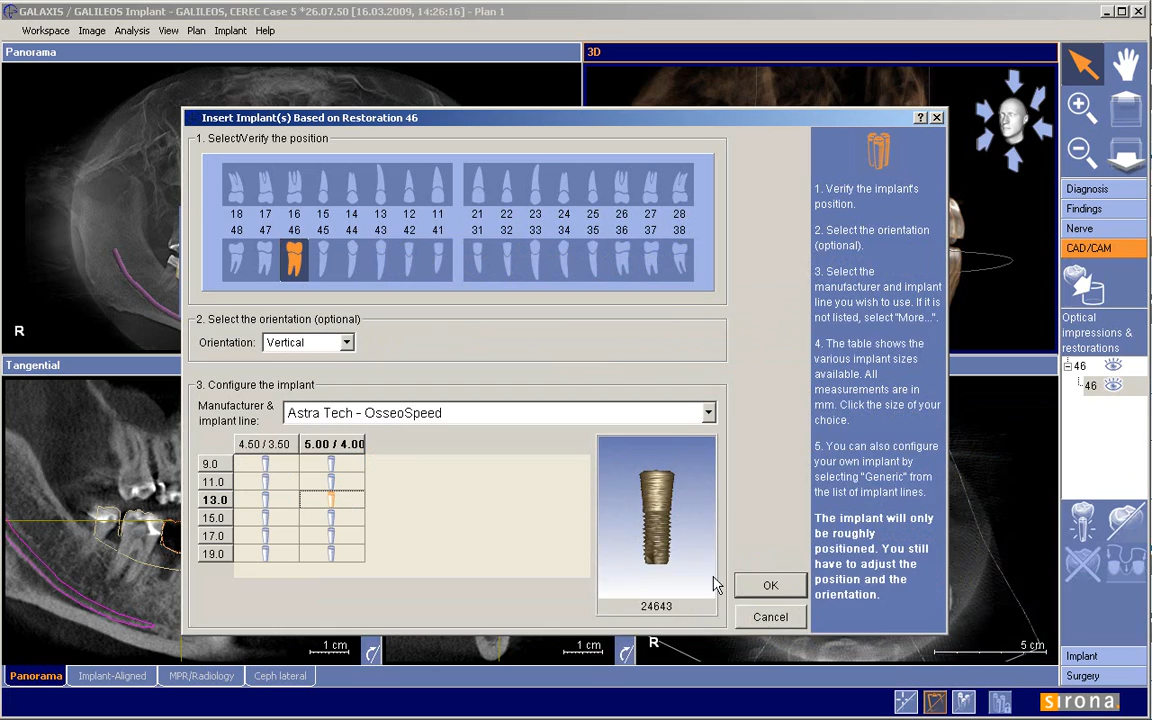 GALAXIS / GALILEOS Implant - GALILEOS, CEREC Case 5 *26.07.50 [16.03.2009, 14:26:16] - Plan 1
Workspace Image Analysis View Plan Implant Help
Panorama
3D
R
Tangential
Insert Implant(s) Based on Restoration 46
1. Select/Verify the position
18 17 16 15 14 13 12 11 21 22 23 24 25 26 27 28
48 47 46 45 44 43 42 41 31 32 33 34 35 36 37 38
2. Select the orientation (optional)
Orientation: Vertical
3. Configure the implant
Manufacturer &
implant line:
Astra Tech - OsseoSpeed
4.50 / 3.50 5.00 / 4.00
9.0
11.0
13.0
15.0
17.0
19.0
24643
OK
Cancel
1. Verify the implant's
position.
2. Select the orientation
(optional).
3. Select the
manufacturer and implant
line you wish to use. If it is
not listed, select "More...".
4. The table shows the
various implant sizes
available. All
measurements are in
mm. Click the size of your
choice.
5. You can also configure
your own implant by
selecting "Generic" from
the list of implant lines.
The implant will only
be roughly
positioned. You still
have to adjust the
position and the
orientation.
Diagnosis
Findings
Nerve
CAD/CAM
Optical
impressions &
restorations
46
46
Implant
Surgery
1 cm
1 cm
R
5 cm
Panorama Implant-Aligned MPR/Radiology Ceph lateral
sirona